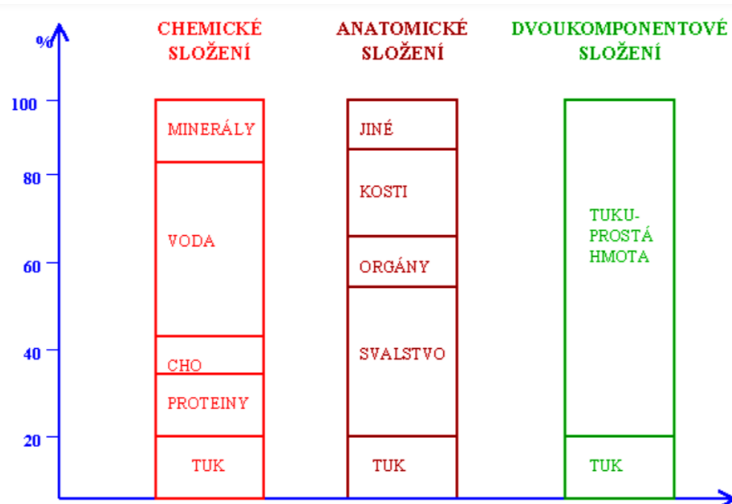 %
CHEMICKÉ
SLOŽENÍ
ANATOMICKÉ
SLOŽENÍ
DVOUKOMPONENTOVÉ
SLOŽENÍ
100
80
60
40
20
MINERÁLY
VODA
CHO
PROTEINY
TUK
JINÉ
KOSTI
ORGÁNY
SVALSTVO
TUK
TUKU-
PROSTÁ
HMOTA
TUK